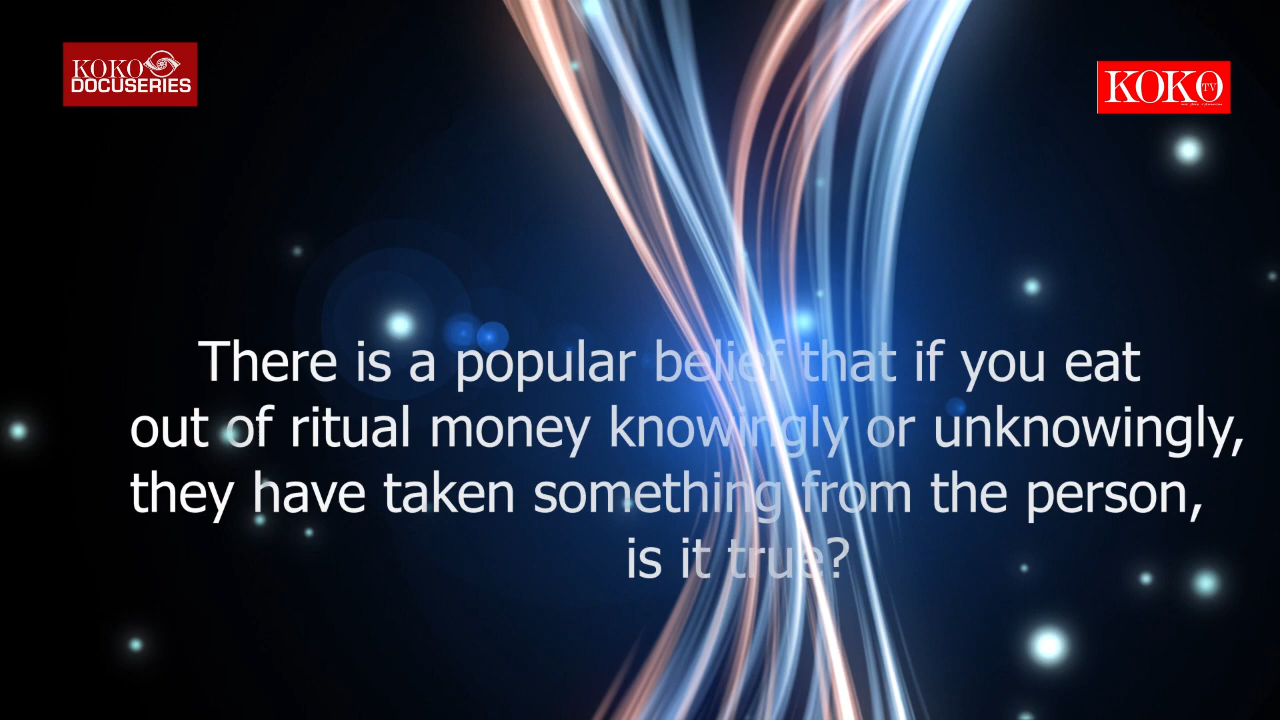 KOKO
DOCUSERIES
KOKO TV
There is a popular belief that if you eat
out of ritual money knowingly or unknowingly,
they have taken something from the person,
is it true?